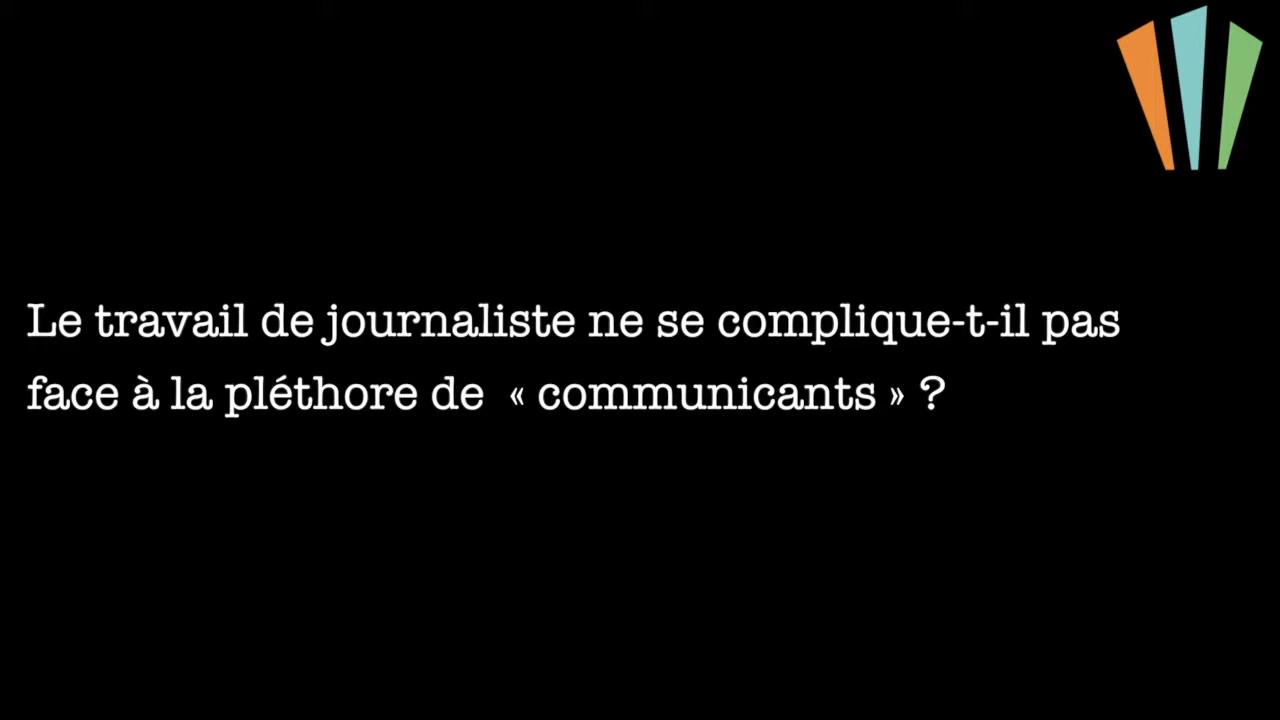 Le travail de journaliste ne se complique-t-il pas
face à la pléthore de  « communicants » ?